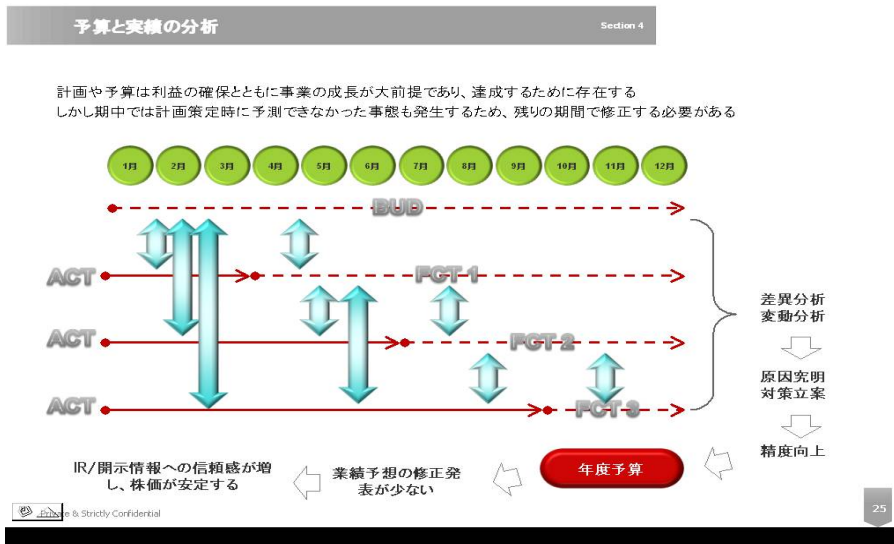 予算と実績の分析
Section 4
計画や予算は利益の確保とともに事業の成長が大前提であり、達成するために存在する
しかし期中では計画策定時に予測できなかった事態も発生するため、残りの期間で修正する必要がある
1月 2月 3月 4月 5月 6月 7月 8月 9月 10月 11月 12月
BUD
ACT FCT 1
ACT FCT 2
ACT FCT 3
差異分析
変動分析
原因究明
対策立案
精度向上
年度予算
業績予想の修正発
表が少ない
IR/開示情報への信頼感が増
し、株価が安定する
& Strictly Confidential
25